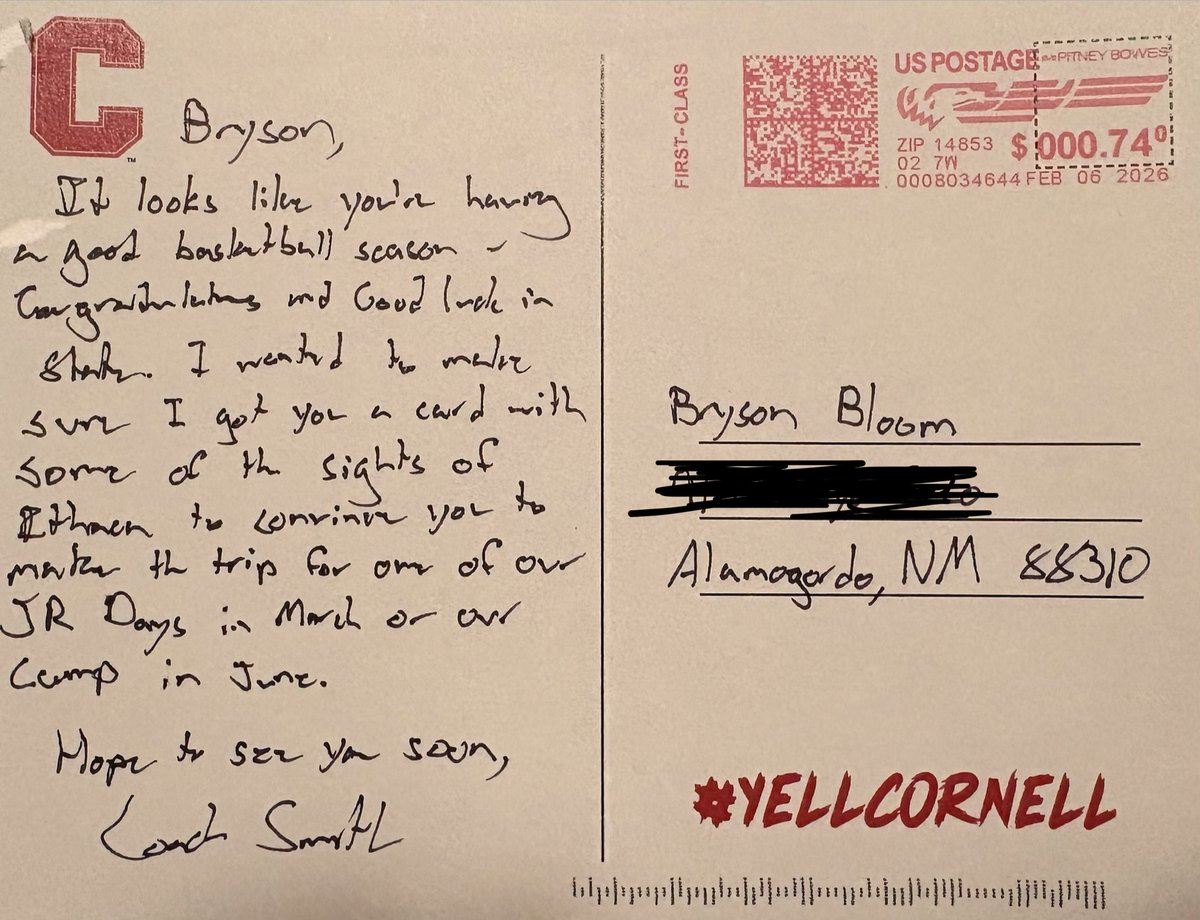 C
TM
Bryson,
It looks like you're having
a good basketball season -
Congratulations and Good luck in
State. I wanted to make
sure I got you a card with
some of the sights of
Ithaca to convince you to
make the trip for one of our
JR Days in March or our
Camp in June.
Hope to see you soon,
Coach Smith
FIRST-CLASS
US POSTAGE PITNEY BOWES
ZIP 14853 $ 000.74⁰
02 7W
0008034644 FEB 06 2026
Bryson Bloom
Alamogordo, NM 88310
#YELLCORNELL